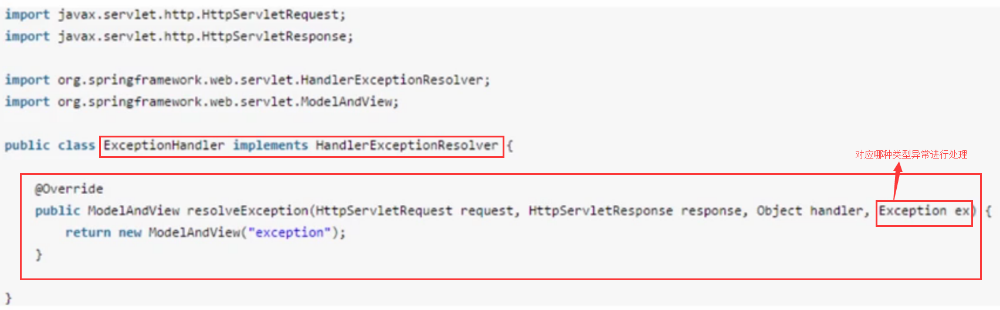 import javax.servlet.http.HttpServletRequest;
import javax.servlet.http.HttpServletResponse;
import org.springframework.web.servlet.HandlerExceptionResolver;
import org.springframework.web.servlet.ModelAndView;
public class ExceptionHandler implements HandlerExceptionResolver {
对应哪种类型异常进行处理
@Override
public ModelAndView resolveException(HttpServletRequest request, HttpServletResponse response, Object handler, Exception ex) {
return new ModelAndView("exception");
}
}